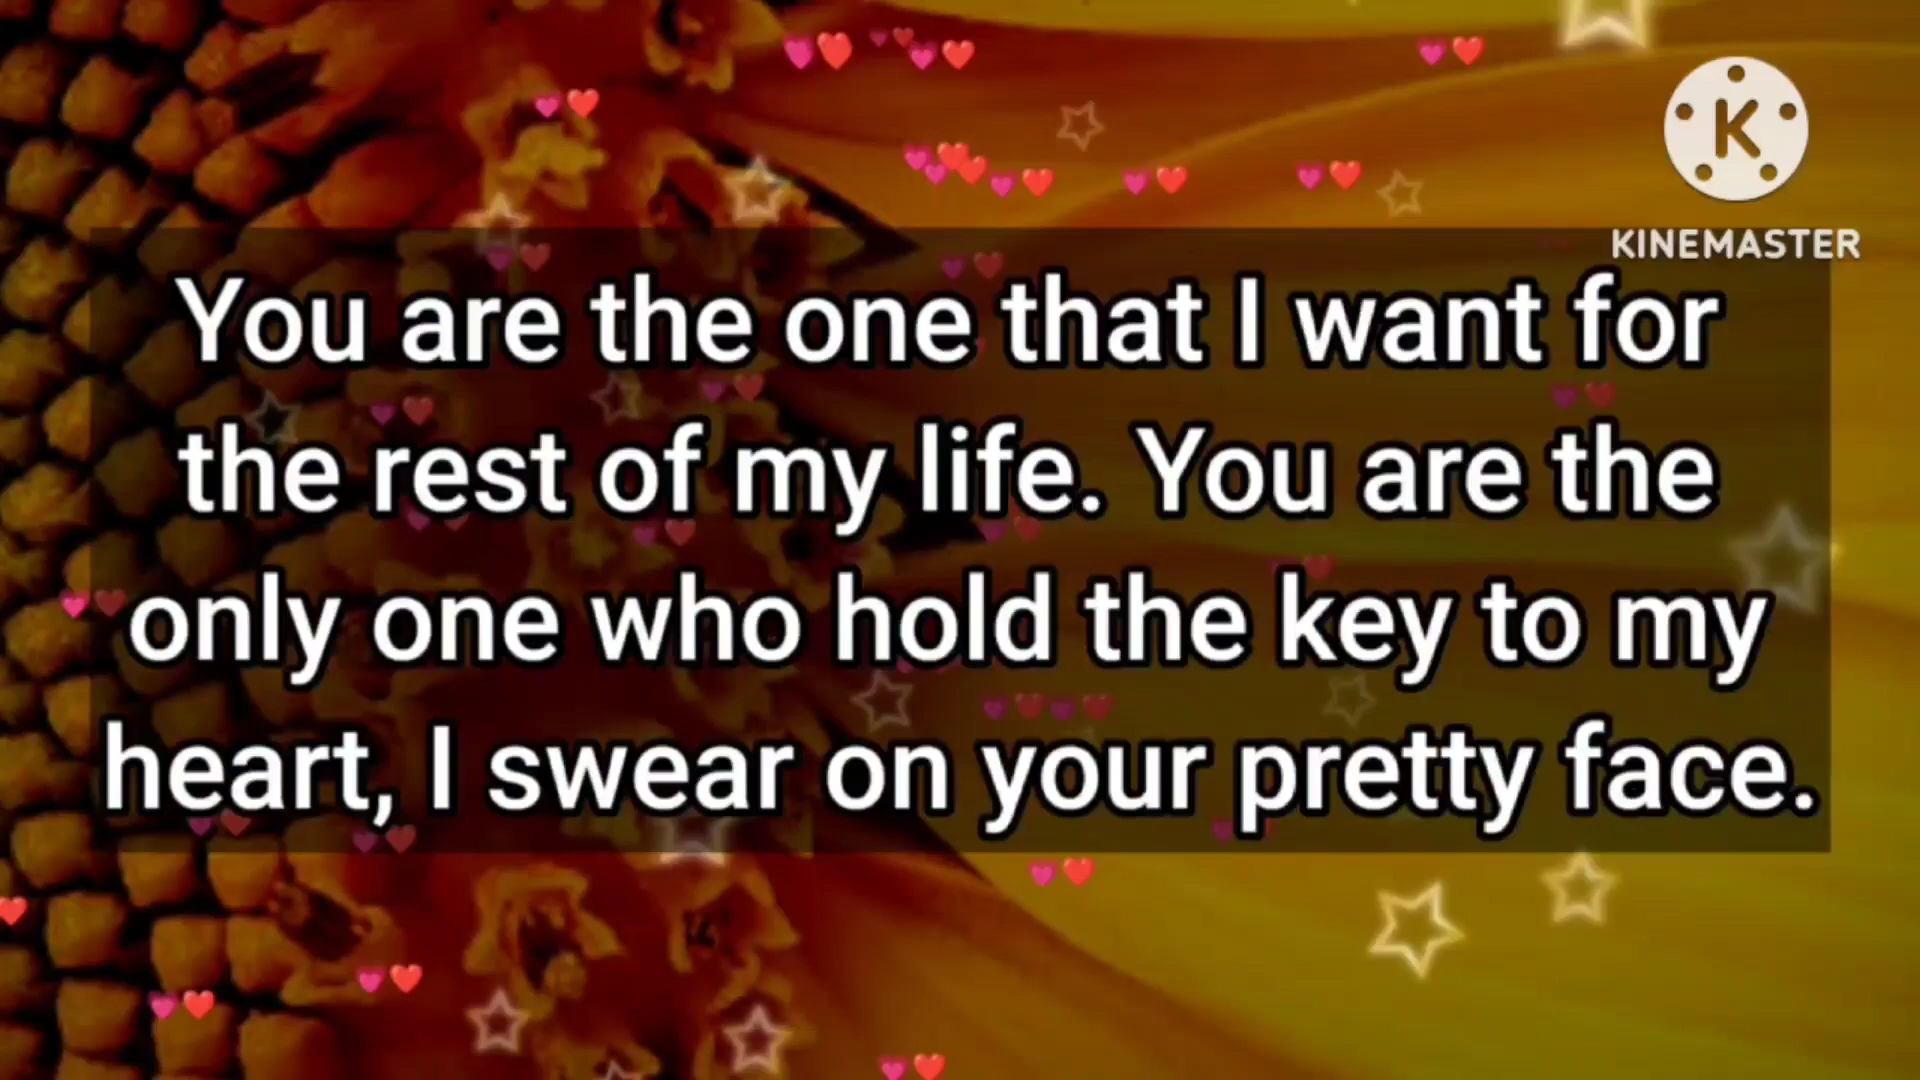 K
KINEMASTER
You are the one that I want for
the rest of my life. You are the
only one who hold the key to my
heart, I swear on your pretty face.